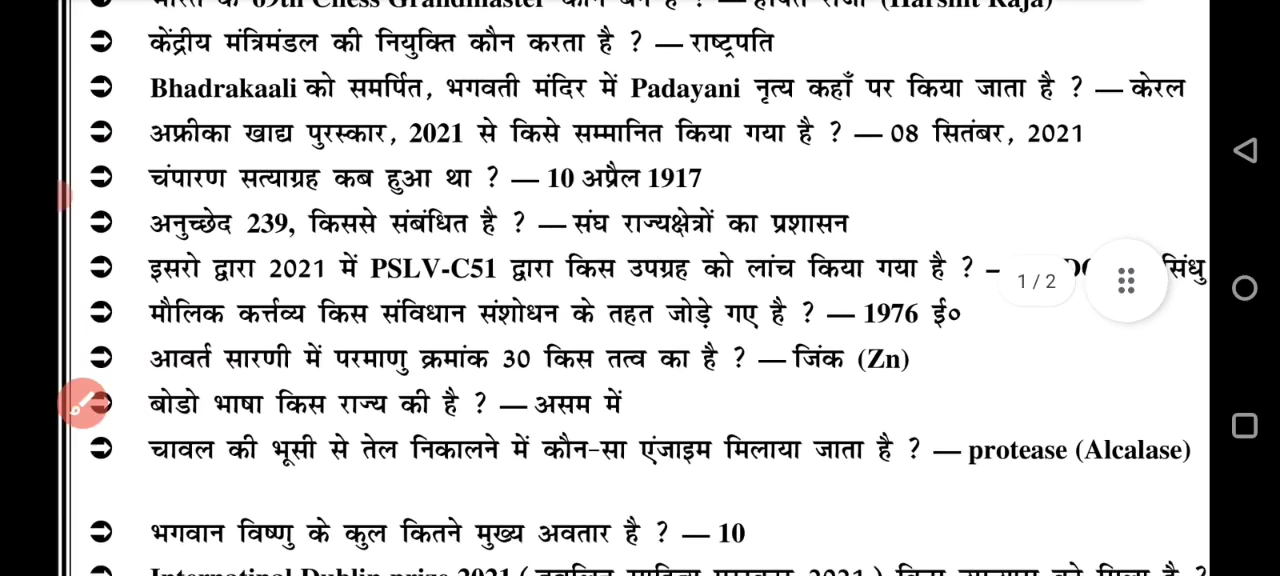 ➲ केंद्रीय मंत्रिमंडल की नियुक्ति कौन करता है ? — राष्ट्रपति
➲ Bhadrakaali को समर्पित, भगवती मंदिर में Padayani नृत्य कहाँ पर किया जाता है ? — केरल
➲ अफ्रीका खाद्य पुरस्कार, 2021 से किसे सम्मानित किया गया है ? — 08 सितंबर, 2021
➲ चंपारण सत्याग्रह कब हुआ था ? — 10 अप्रैल 1917
➲ अनुच्छेद 239, किससे संबंधित है ? — संघ राज्यक्षेत्रों का प्रशासन
➲ इसरो द्वारा 2021 में PSLV-C51 द्वारा किस उपग्रह को लांच किया गया है ? – सिंधु
1 / 2
➲ मौलिक कर्त्तव्य किस संविधान संशोधन के तहत जोड़े गए है ? — 1976 ई०
➲ आवर्त सारणी में परमाणु क्रमांक 30 किस तत्व का है ? — जिंक (Zn)
➲ बोडो भाषा किस राज्य की है ? — असम में
➲ चावल की भूसी से तेल निकालने में कौन-सा एंजाइम मिलाया जाता है ? — protease (Alcalase)
➲ भगवान विष्णु के कुल कितने मुख्य अवतार है ? — 10